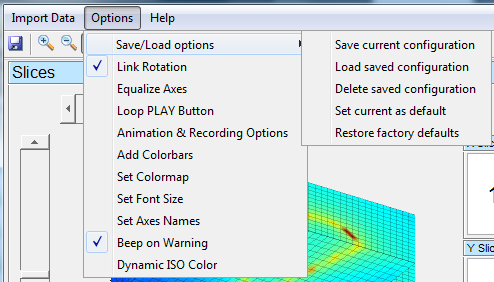 Import Data Options Help
Slices
Save/Load options
Link Rotation
Equalize Axes
Loop PLAY Button
Animation & Recording Options
Add Colorbars
Set Colormap
Set Font Size
Set Axes Names
Beep on Warning
Dynamic ISO Color
Save current configuration
Load saved configuration
Delete saved configuration
Set current as default
Restore factory defaults
Y Slic